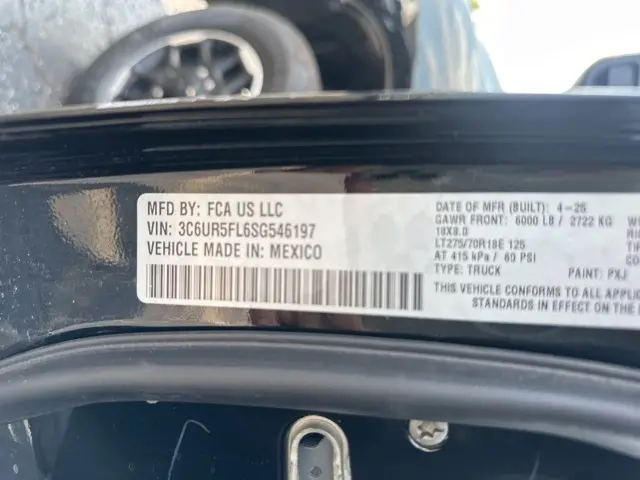 MFD BY: FCA US LLC
VIN: 3C6UR5FL6SG546197
VEHICLE MADE IN: MEXICO
DATE OF MFR (BUILT): 4-25
GAWR FRONT: 6000 LB / 2722 KG
18X8.0
LT275/70R18E 125
AT 415 kPa / 60 PSI
TYPE: TRUCK
PAINT: PXJ
THIS VEHICLE CONFORMS TO ALL
STANDARDS IN EFFECT ON THE